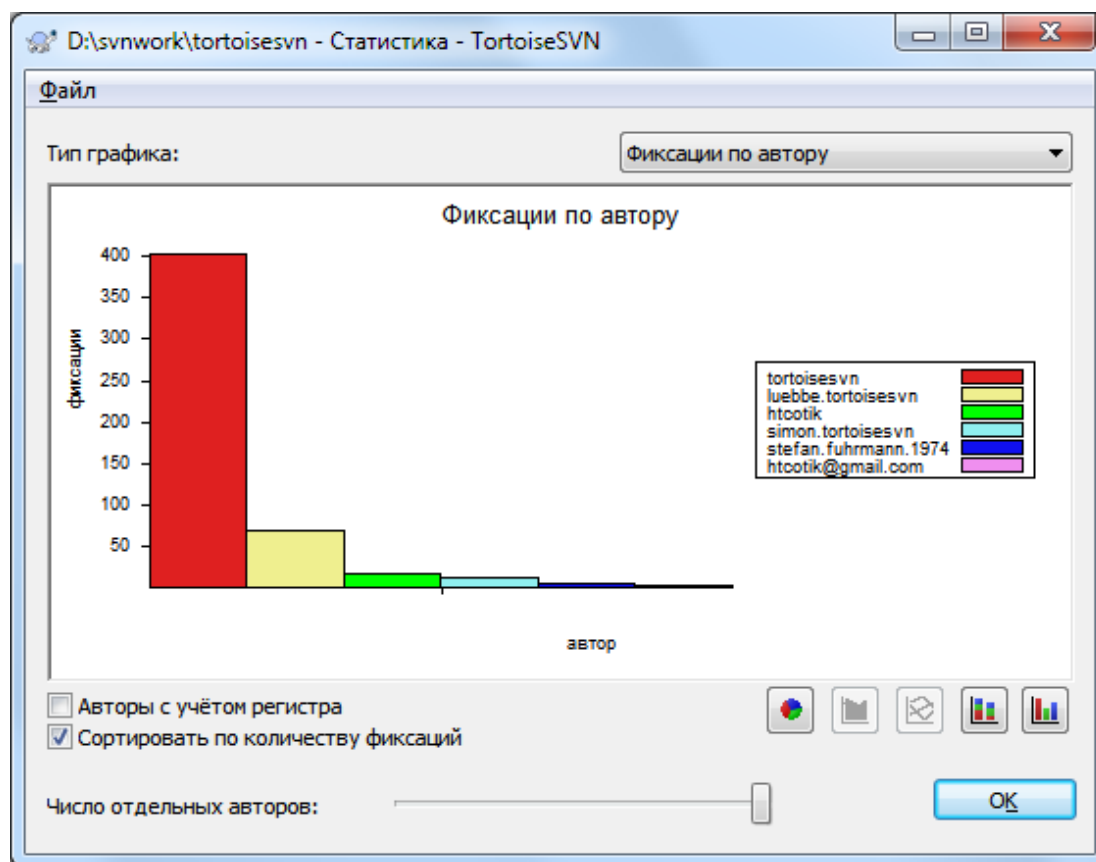 D:\svnwork\tortoisesvn - Статистика - TortoiseSVN
Файл
Тип графика:
Фиксации по автору
Фиксации по автору
фиксации
400
350
300
250
200
150
100
50
автор
tortoisesvn
luebbe.tortoisesvn
htcotik
simon.tortoisesvn
stefan.fuhrmann.1974
htcotik@gmail.com
Авторы с учётом регистра
Сортировать по количеству фиксаций
Число отдельных авторов:
OK